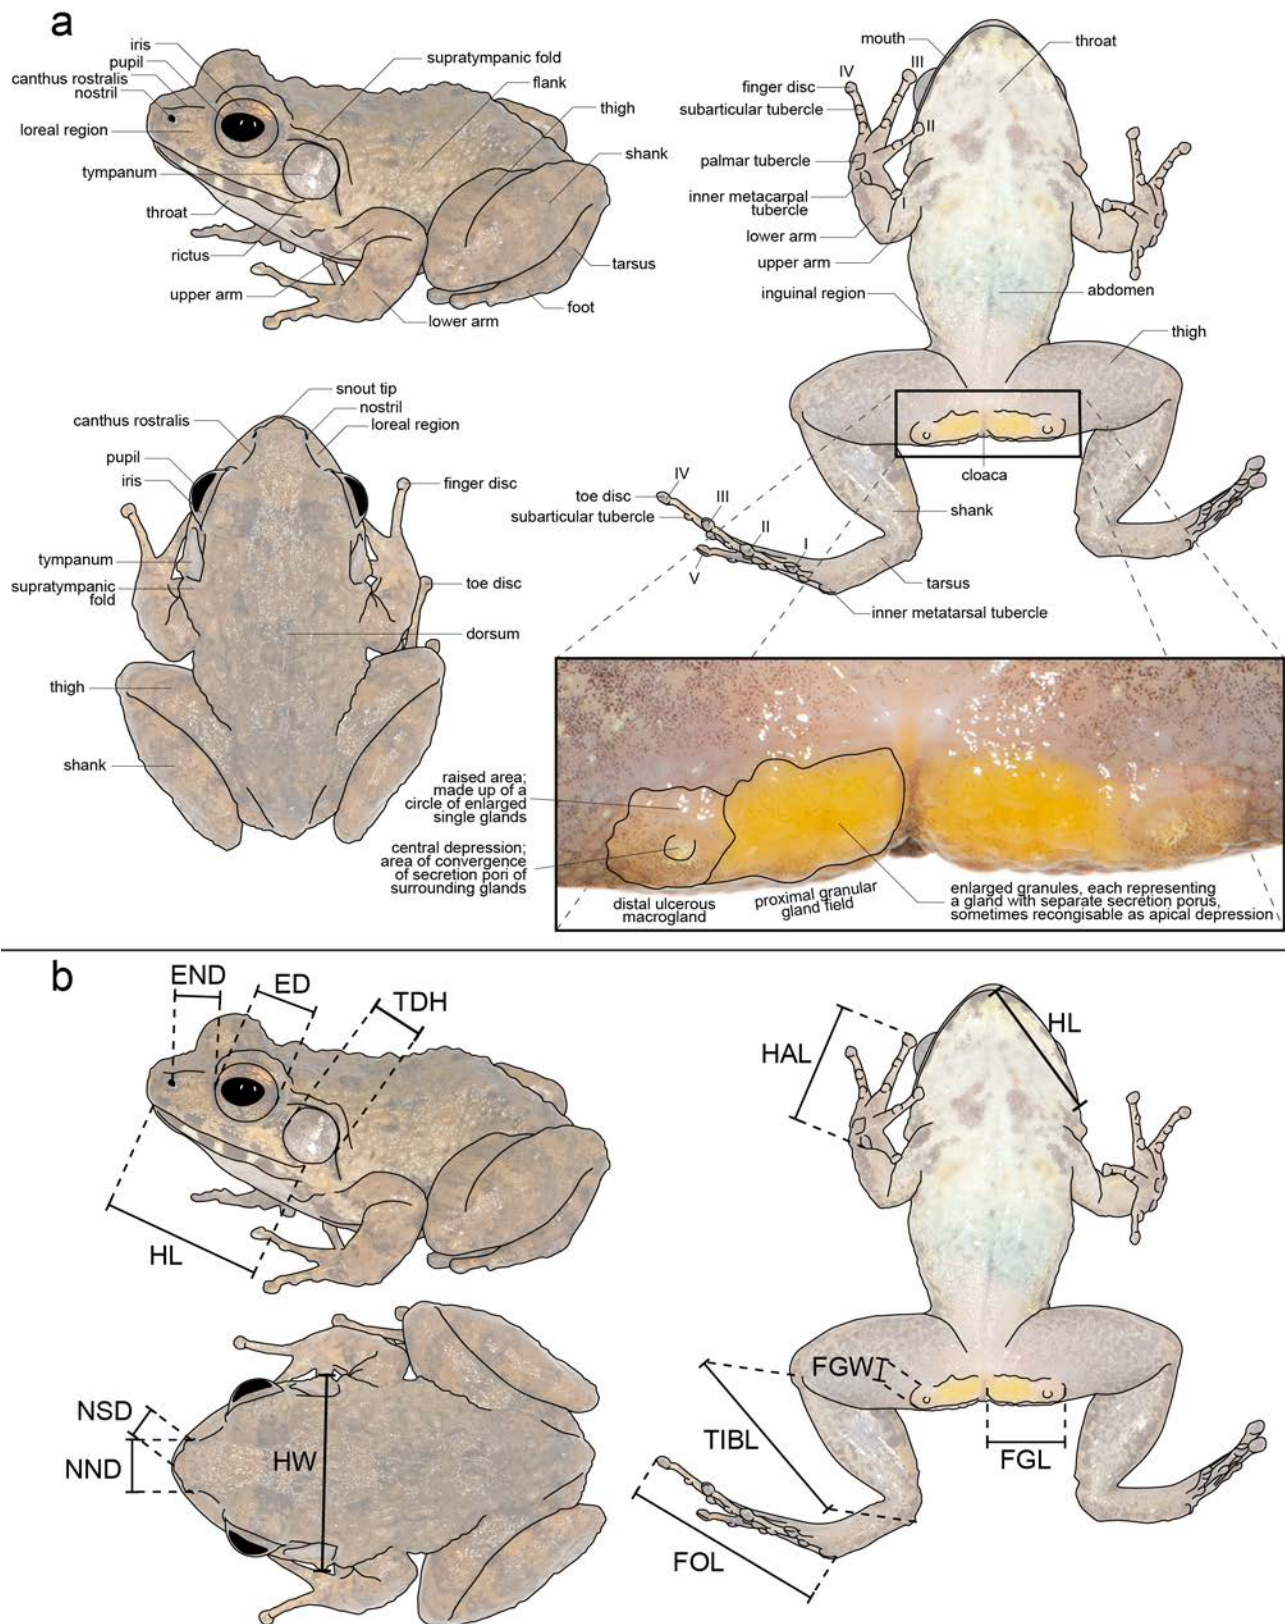 a
iris
pupil
canthus rostralis
nostril
loreal region
tympanum
throat
rictus
upper arm
lower arm
supratympanic fold
flank
thigh
shank
tarsus
foot
mouth
throat
IV
III
finger disc
subarticular tubercle
II
palmar tubercle
inner metacarpal
tubercle
I
lower arm
upper arm
inguinal region
abdomen
thigh
cloaca
IV
toe disc
III
subarticular tubercle
II
I
V
shank
tarsus
inner metatarsal tubercle
snout tip
nostril
canthus rostralis
loreal region
pupil
iris
finger disc
tympanum
supratympanic
fold
toe disc
dorsum
thigh
shank
raised area;
made up of a
circle of enlarged
single glands
central depression;
area of convergence
of secretion pori of
surrounding glands
distal ulcerous
macrogland
proximal granular
gland field
enlarged granules, each representing
a gland with separate secretion porus,
sometimes recongisable as apical depression
b
END
ED
TDH
HL
HAL
HL
NSD
NND
HW
FGW
TIBL
FGL
FOL